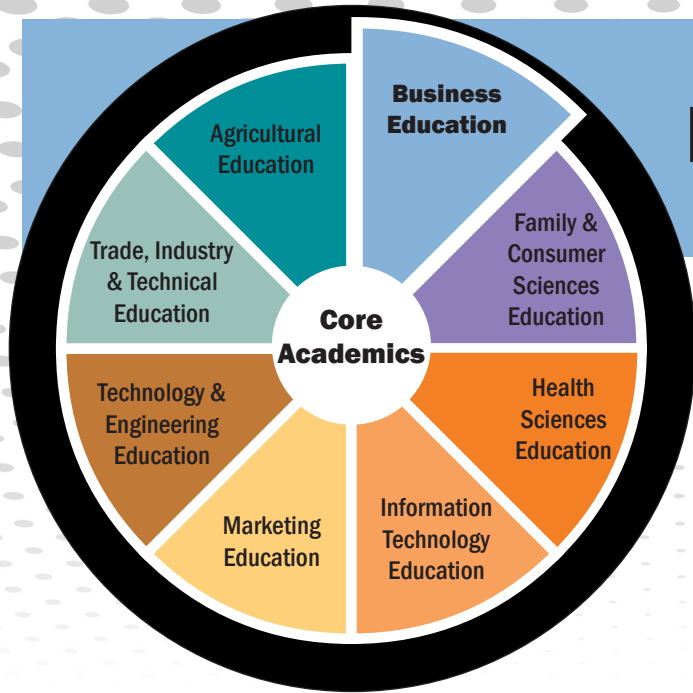 Business
Education
Family &
Consumer
Sciences
Education
Health
Sciences
Education
Information
Technology
Education
Marketing
Education
Technology &
Engineering
Education
Trade, Industry
& Technical
Education
Agricultural
Education
Core
Academics